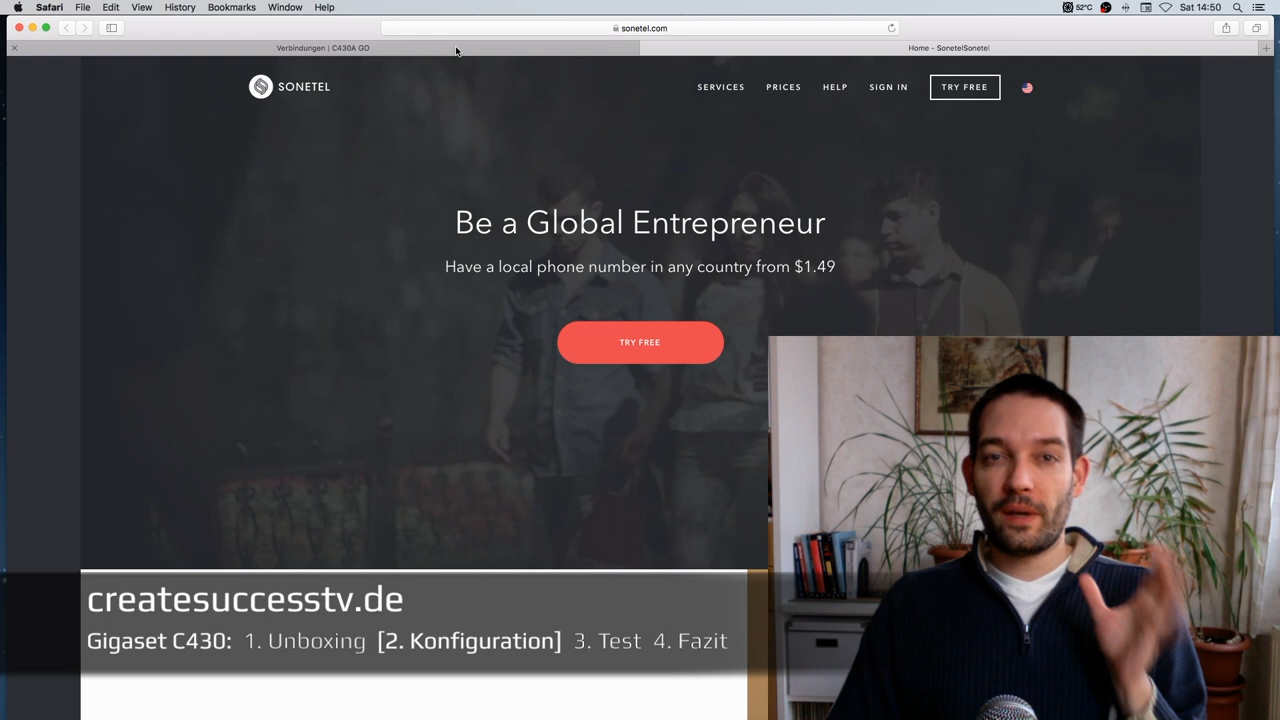 Safari File Edit View History Bookmarks Window Help 52°C Sat 14:50
sonetel.com
Verbindungen | C430A GO
Home - SonetelSonetel
SONETEL
SERVICES PRICES HELP SIGN IN TRY FREE
Be a Global Entrepreneur
Have a local phone number in any country from $1.49
TRY FREE
createsuccesstv.de
Gigaset C430: 1. Unboxing [2. Konfiguration] 3. Test 4. Fazit